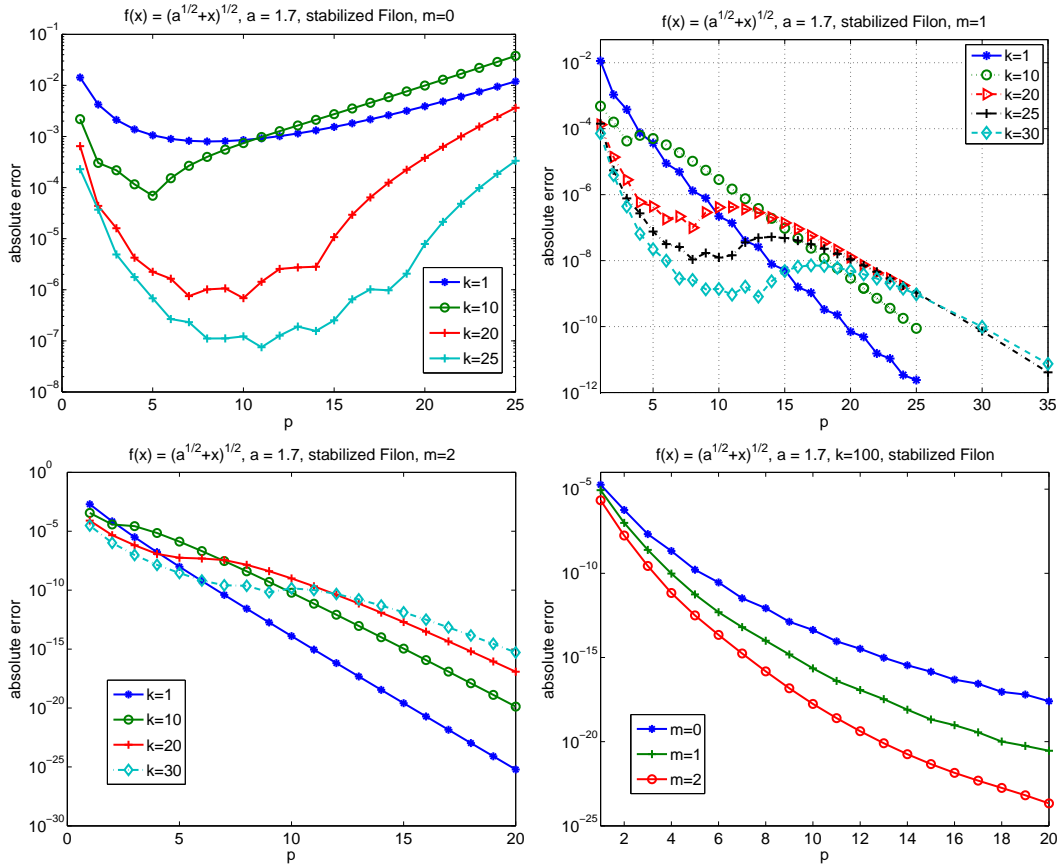 f(x) = (a^{1/2}+x)^{1/2}, a = 1.7, stabilized Filon, m=0
absolute error
10^{-1}
10^{-2}
10^{-3}
10^{-4}
10^{-5}
10^{-6}
10^{-7}
10^{-8}
k=1
k=10
k=20
k=25
0 5 10 15 20 25
p
f(x) = (a^{1/2}+x)^{1/2}, a = 1.7, stabilized Filon, m=1
absolute error
10^{-2}
10^{-4}
10^{-6}
10^{-8}
10^{-10}
10^{-12}
k=1
k=10
k=20
k=25
k=30
5 10 15 20 25 30 35
p
f(x) = (a^{1/2}+x)^{1/2}, a = 1.7, stabilized Filon, m=2
absolute error
10^{0}
10^{-5}
10^{-10}
10^{-15}
10^{-20}
10^{-25}
10^{-30}
k=1
k=10
k=20
k=30
0 5 10 15 20
p
f(x) = (a^{1/2}+x)^{1/2}, a = 1.7, k=100, stabilized Filon
absolute error
10^{-5}
10^{-10}
10^{-15}
10^{-20}
10^{-25}
m=0
m=1
m=2
2 4 6 8 10 12 14 16 18 20
p